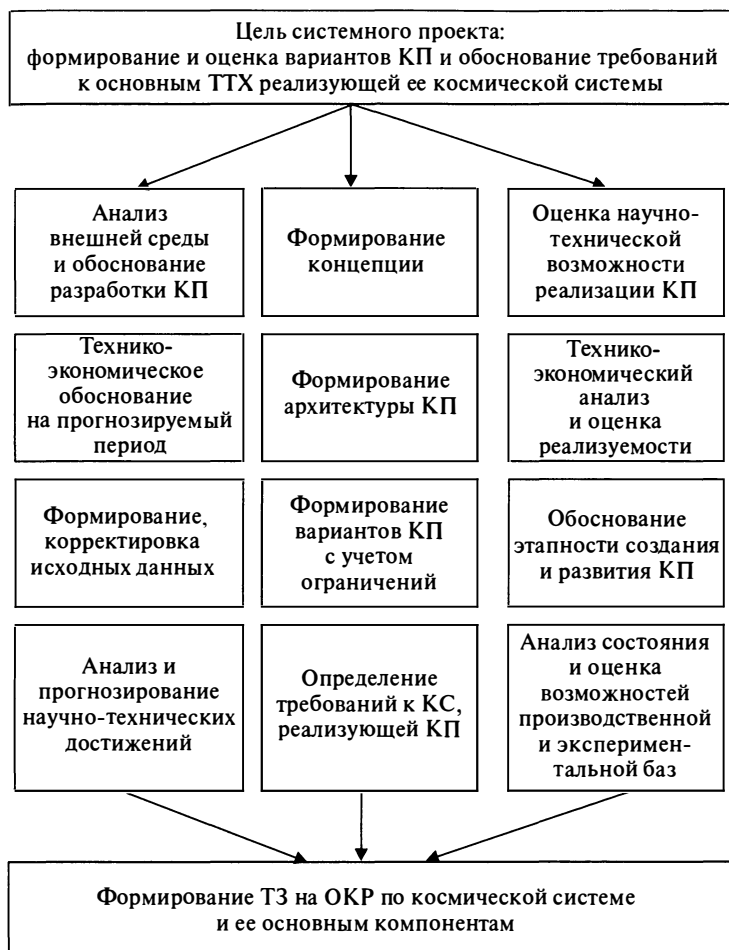 Цель системного проекта:
формирование и оценка вариантов КП и обоснование требований
к основным ТТХ реализующей ее космической системы
Анализ
внешней среды
и обоснование
разработки КП
Формирование
концепции
Оценка научно-
технической
возможности
реализации КП
Технико-
экономическое
обоснование
на прогнозируемый
период
Формирование
архитектуры КП
Технико-
экономический
анализ
и оценка
реализуемости
Формирование,
корректировка
исходных данных
Формирование
вариантов КП
с учетом
ограничений
Обоснование
этапности создания
и развития КП
Анализ и
прогнозирование
научно-технических
достижений
Определение
требований к КС,
реализующей КП
Анализ состояния
и оценка
возможностей
производственной
и эксперимен-
тальной баз
Формирование ТЗ на ОКР по космической системе
и ее основным компонентам